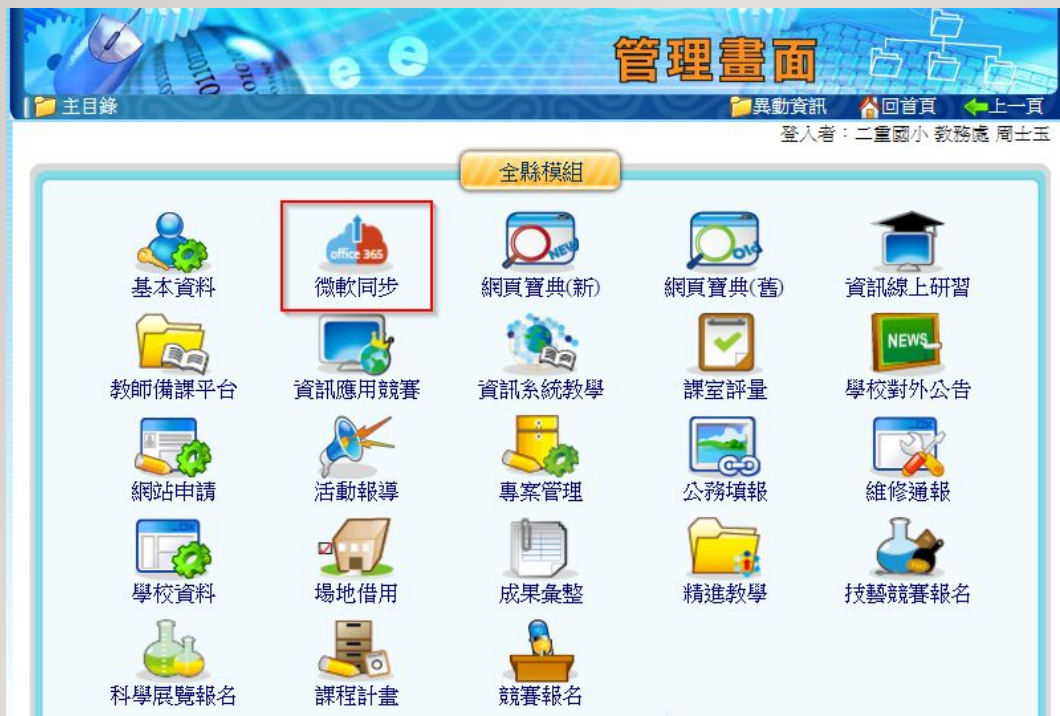 管理畫面
主目錄 異動資訊 回首頁 上一頁
登入者：二重國小 教務處 周士玉
全縣模組
office 365 NEW Old
基本資料 微軟同步 網頁寶典(新) 網頁寶典(舊) 資訊線上研習
NEWS
教師備課平台 資訊應用競賽 資訊系統教學 課室評量 學校對外公告
網站申請 活動報導 專案管理 公務填報 維修通報
學校資料 場地借用 成果彙整 精進教學 技藝競賽報名
科學展覽報名 課程計畫 競賽報名